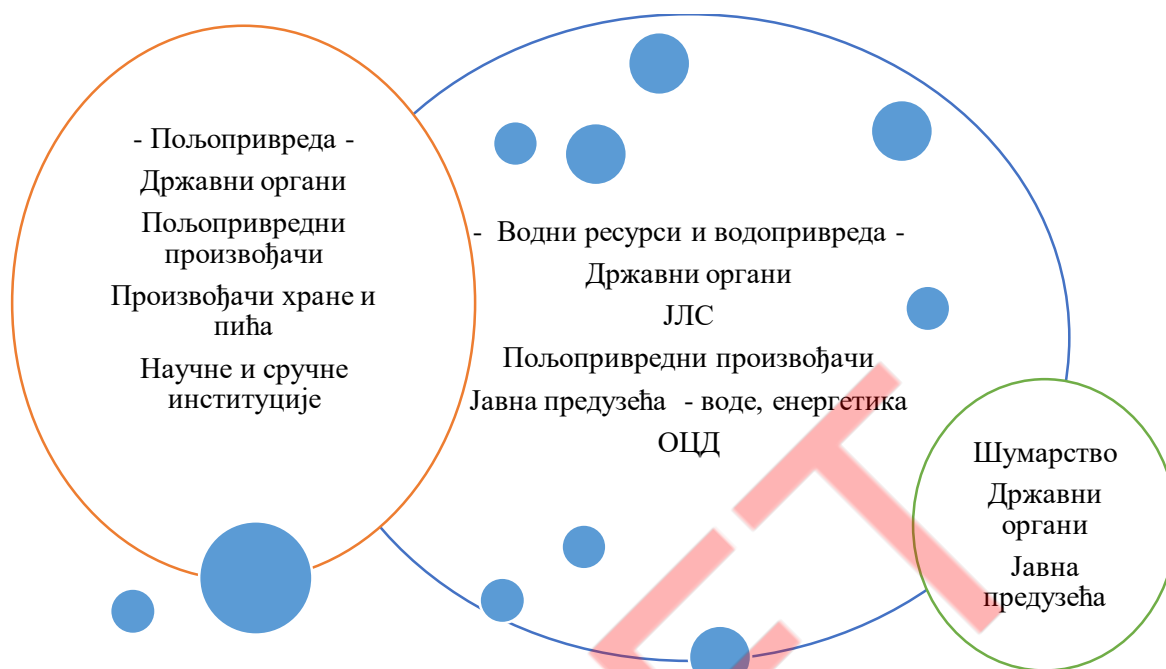 - Пољопривреда -
Државни органи
Пољопривредни
произвођачи
Произвођачи хране и
пића
Научне и сручне
институције
- Водни ресурси и водопривреда -
Државни органи
ЈЛС
Пољопривредни произвођачи
Јавна предузећа - воде, енергетика
ОЦД
Шумарство
Државни
органи
Јавна
предузећа